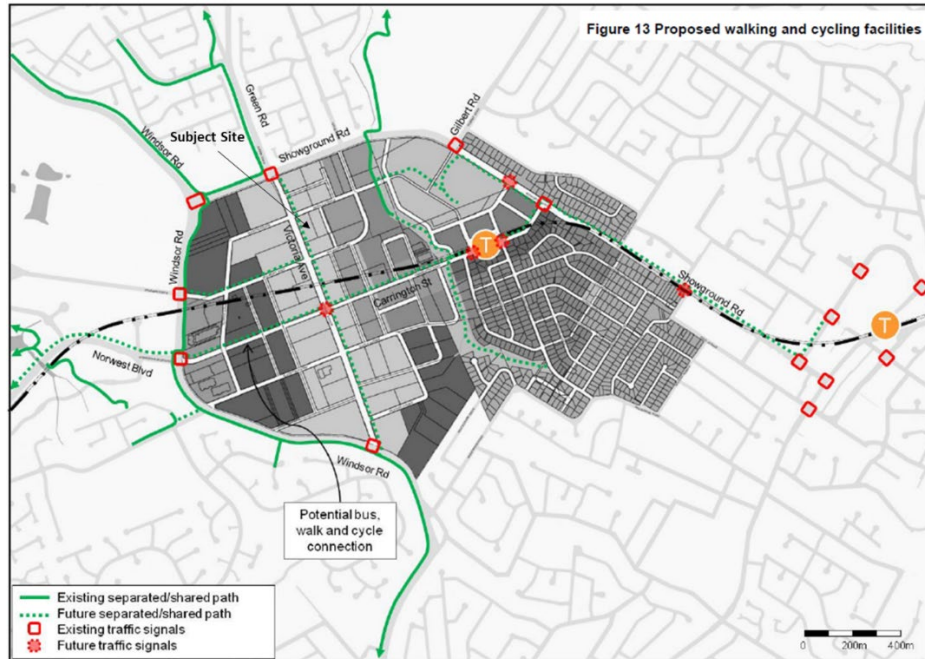 Figure 13 Proposed walking and cycling facilities
Green Rd
Gilbert Rd
Subject Site
Showground Rd
Windsor Rd
Windsor Rd
Victoria Ave
T
Carrington St
Showground Rd
T
Norwest Blvd
Windsor Rd
Potential bus,
walk and cycle
connection
Existing separated/shared path
Future separated/shared path
Existing traffic signals
Future traffic signals
0 200m 400m